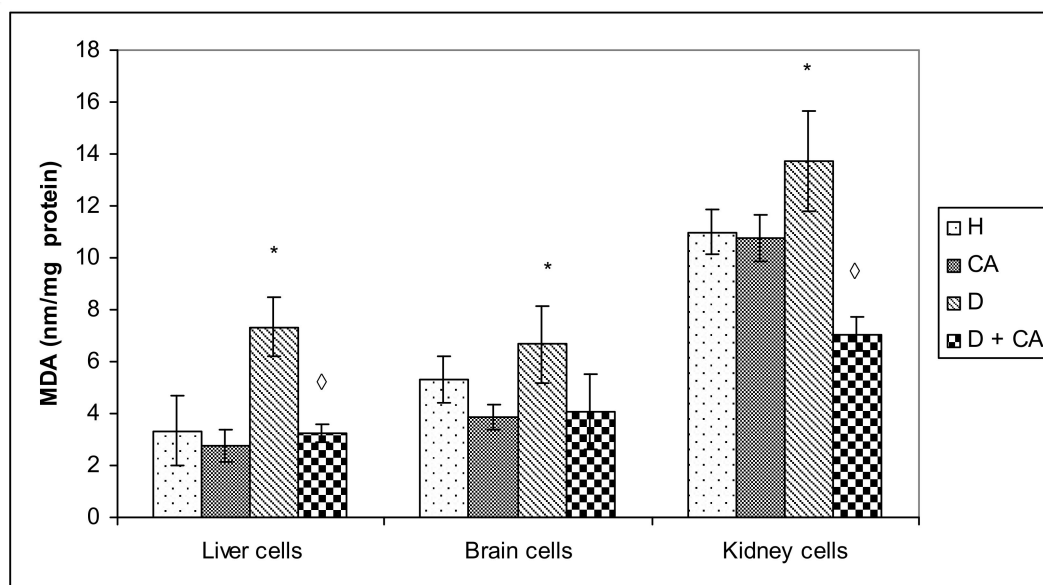 MDA (nm/mg protein)
18
16
14
12
10
8
6
4
2
0
*
◊
*
*
◊
Liver cells
Brain cells
Kidney cells
H
CA
D
D + CA